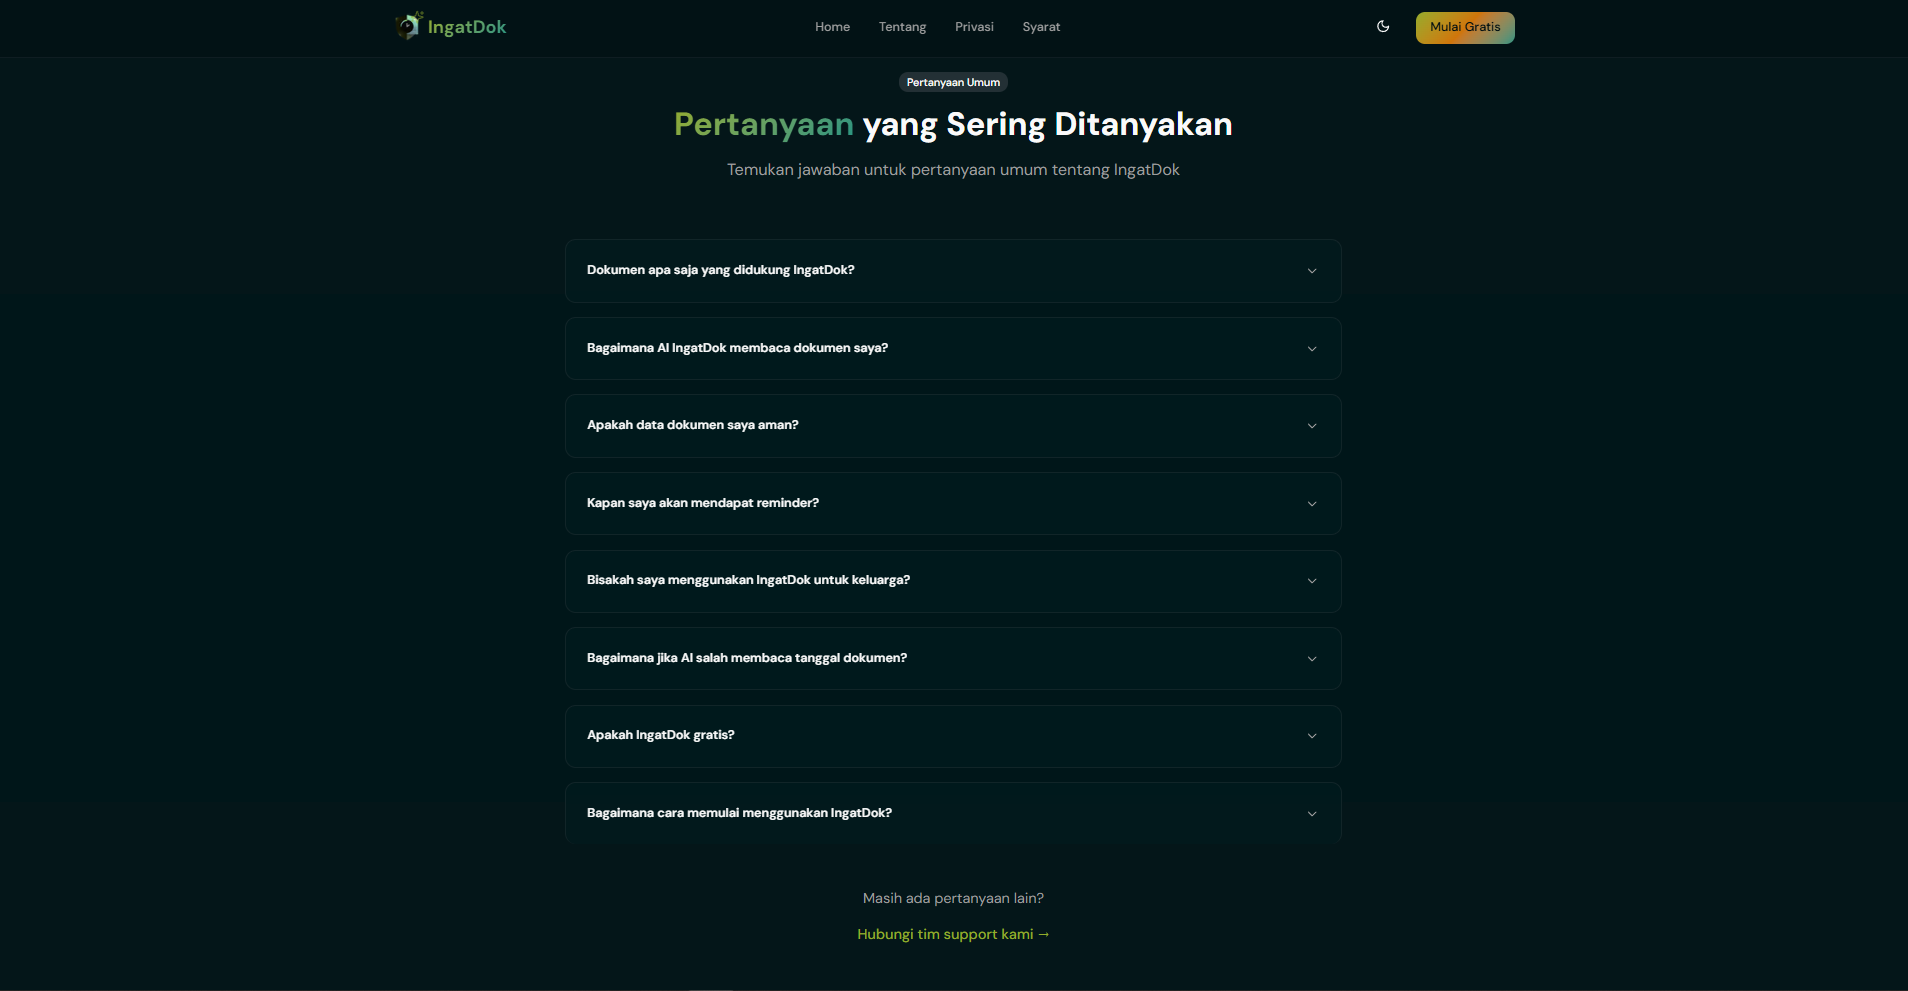 IngatDok
Home
Tentang
Privasi
Syarat
Mulai Gratis
Pertanyaan Umum
Pertanyaan yang Sering Ditanyakan
Temukan jawaban untuk pertanyaan umum tentang IngatDok
Dokumen apa saja yang didukung IngatDok?
Bagaimana AI IngatDok membaca dokumen saya?
Apakah data dokumen saya aman?
Kapan saya akan mendapat reminder?
Bisakah saya menggunakan IngatDok untuk keluarga?
Bagaimana jika AI salah membaca tanggal dokumen?
Apakah IngatDok gratis?
Bagaimana cara memulai menggunakan IngatDok?
Masih ada pertanyaan lain?
Hubungi tim support kami →